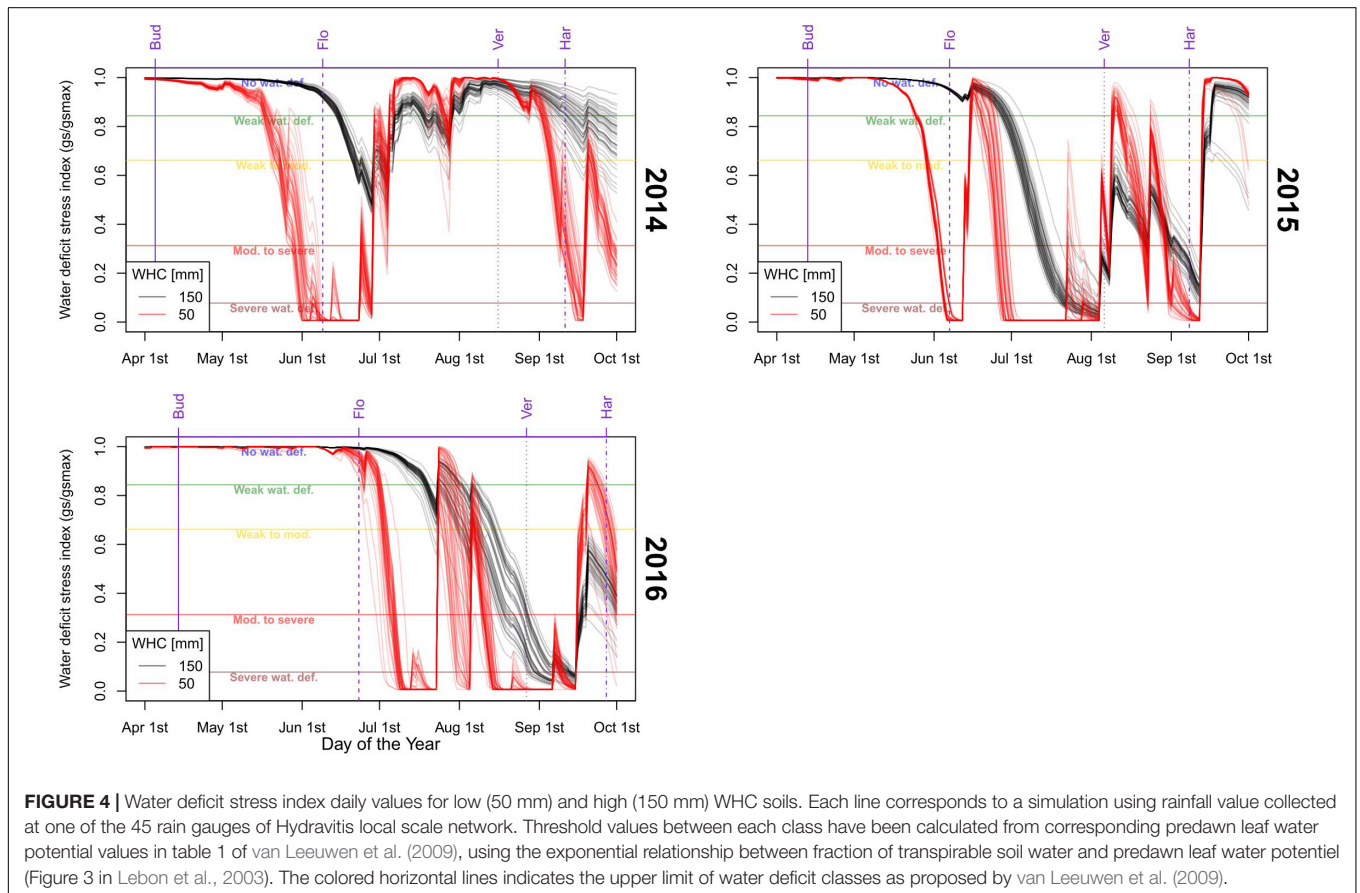 Bud
Flo
Ver
Har
Water deficit stress index (gs/gsmax)
1.0
0.8
0.6
0.4
0.2
0.0
No wat. def.
Weak wat. def.
Weak to mod.
Mod. to severe
Severe wat. def.
WHC [mm]
150
50
Apr 1st May 1st Jun 1st Jul 1st Aug 1st Sep 1st Oct 1st
2014
Bud
Flo
Ver
Har
1.0
0.8
0.6
0.4
0.2
0.0
No wat. def.
Weak wat. def.
Weak to mod.
Mod. to severe
Severe wat. def.
WHC [mm]
150
50
Apr 1st May 1st Jun 1st Jul 1st Aug 1st Sep 1st Oct 1st
2015
Bud
Flo
Ver
Har
Water deficit stress index (gs/gsmax)
1.0
0.8
0.6
0.4
0.2
0.0
No wat. def.
Weak wat. def.
Weak to mod.
Mod. to severe
Severe wat. def.
WHC [mm]
150
50
Apr 1st May 1st Jun 1st Jul 1st Aug 1st Sep 1st Oct 1st
Day of the Year
2016
FIGURE 4 | Water deficit stress index daily values for low (50 mm) and high (150 mm) WHC soils. Each line corresponds to a simulation using rainfall value collected
at one of the 45 rain gauges of Hydravitis local scale network. Threshold values between each class have been calculated from corresponding predawn leaf water
potential values in table 1 of van Leeuwen et al. (2009), using the exponential relationship between fraction of transpirable soil water and predawn leaf water potentiel
(Figure 3 in Lebon et al., 2003). The colored horizontal lines indicates the upper limit of water deficit classes as proposed by van Leeuwen et al. (2009).